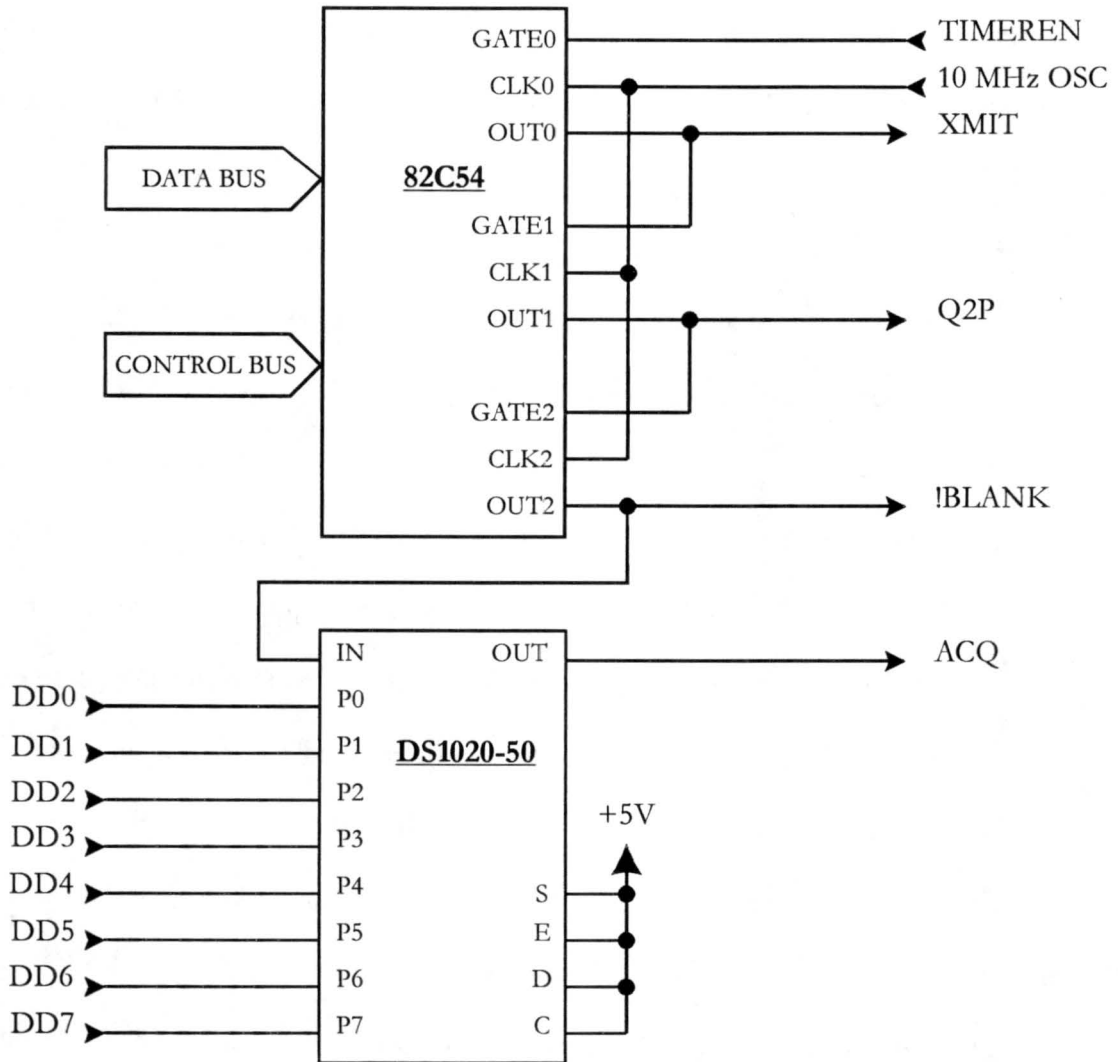 GATE0
TIMEREN
CLK0
10 MHz OSC
OUT0
XMIT
DATA BUS
82C54
GATE1
CLK1
OUT1
Q2P
CONTROL BUS
GATE2
CLK2
OUT2
!BLANK
IN
OUT
ACQ
DD0
P0
DD1
P1
DS1020-50
DD2
P2
+5V
DD3
P3
DD4
P4
S
DD5
P5
E
DD6
P6
D
DD7
P7
C